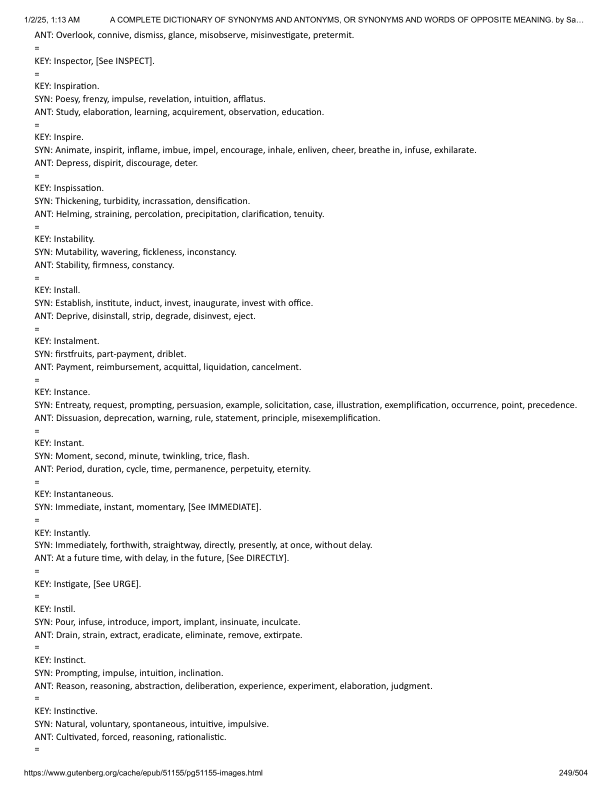 1/2/25, 1:13 AM A COMPLETE DICTIONARY OF SYNONYMS AND ANTONYMS, OR SYNONYMS AND WORDS OF OPPOSITE MEANING. by Sa…
ANT: Overlook, connive, dismiss, glance, misobserve, misinvestigate, pretermit.
=
KEY: Inspector, [See INSPECT].
=
KEY: Inspiration.
SYN: Poesy, frenzy, impulse, revelation, intuition, afflatus.
ANT: Study, elaboration, learning, acquirement, observation, education.
=
KEY: Inspire.
SYN: Animate, inspirit, inflame, imbue, impel, encourage, inhale, enliven, cheer, breathe in, infuse, exhilarate.
ANT: Depress, dispirit, discourage, deter.
=
KEY: Inspissation.
SYN: Thickening, turbidity, incrassation, densification.
ANT: Helming, straining, percolation, precipitation, clarification, tenuity.
=
KEY: Instability.
SYN: Mutability, wavering, fickleness, inconstancy.
ANT: Stability, firmness, constancy.
=
KEY: Install.
SYN: Establish, institute, induct, invest, inaugurate, invest with office.
ANT: Deprive, disinstall, strip, degrade, disinvest, eject.
=
KEY: Instalment.
SYN: firstfruits, part-payment, driblet.
ANT: Payment, reimbursement, acquittal, liquidation, cancelment.
=
KEY: Instance.
SYN: Entreaty, request, prompting, persuasion, example, solicitation, case, illustration, exemplification, occurrence, point, precedence.
ANT: Dissuasion, deprecation, warning, rule, statement, principle, misexemplification.
=
KEY: Instant.
SYN: Moment, second, minute, twinkling, trice, flash.
ANT: Period, duration, cycle, time, permanence, perpetuity, eternity.
=
KEY: Instantaneous.
SYN: Immediate, instant, momentary, [See IMMEDIATE].
=
KEY: Instantly.
SYN: Immediately, forthwith, straightway, directly, presently, at once, without delay.
ANT: At a future time, with delay, in the future, [See DIRECTLY].
=
KEY: Instigate, [See URGE].
=
KEY: Instil.
SYN: Pour, infuse, introduce, import, implant, insinuate, inculcate.
ANT: Drain, strain, extract, eradicate, eliminate, remove, extirpate.
=
KEY: Instinct.
SYN: Prompting, impulse, intuition, inclination.
ANT: Reason, reasoning, abstraction, deliberation, experience, experiment, elaboration, judgment.
=
KEY: Instinctive.
SYN: Natural, voluntary, spontaneous, intuitive, impulsive.
ANT: Cultivated, forced, reasoning, rationalistic.
=
https://www.gutenberg.org/cache/epub/51155/pg51155-images.html 249/504